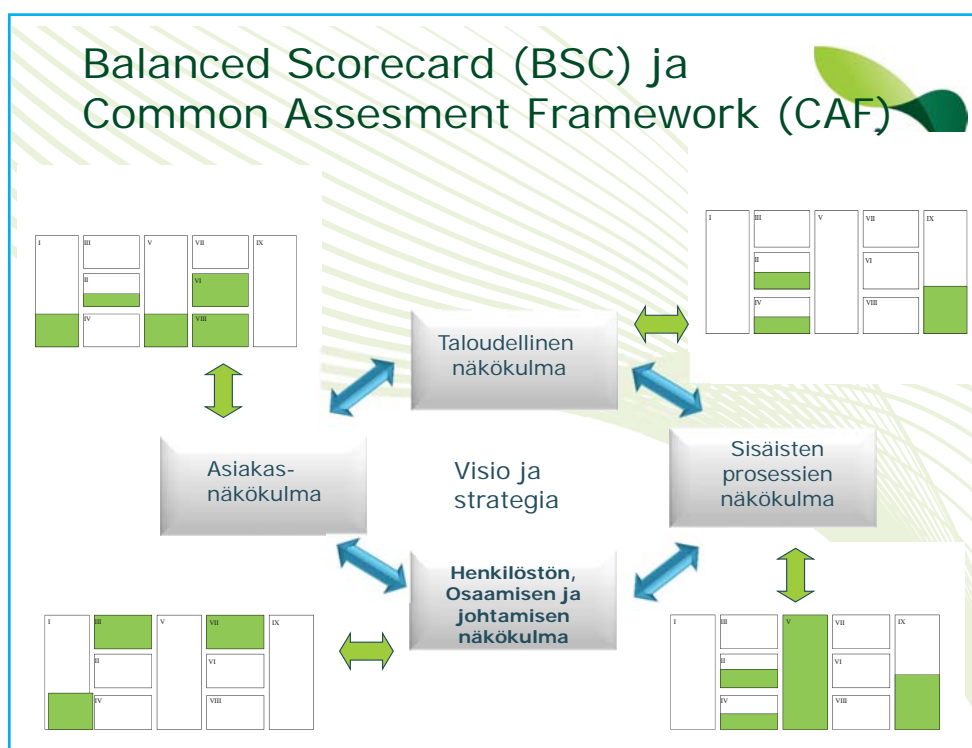 Balanced Scorecard (BSC) ja
Common Assesment Framework (CAF)
I
III
V
VII
IX
II
VI
IV
VIII
I
III
V
VII
IX
II
VI
IV
VIII
Taloudellinen
näkökulma
Asiakas-
näkökulma
Visio ja
strategia
Sisäisten
prosessien
näkökulma
Henkilöstön,
Osaamisen ja
johtamisen
näkökulma
I
III
V
VII
IX
II
VI
IV
VIII
I
III
V
VII
IX
II
VI
IV
VIII